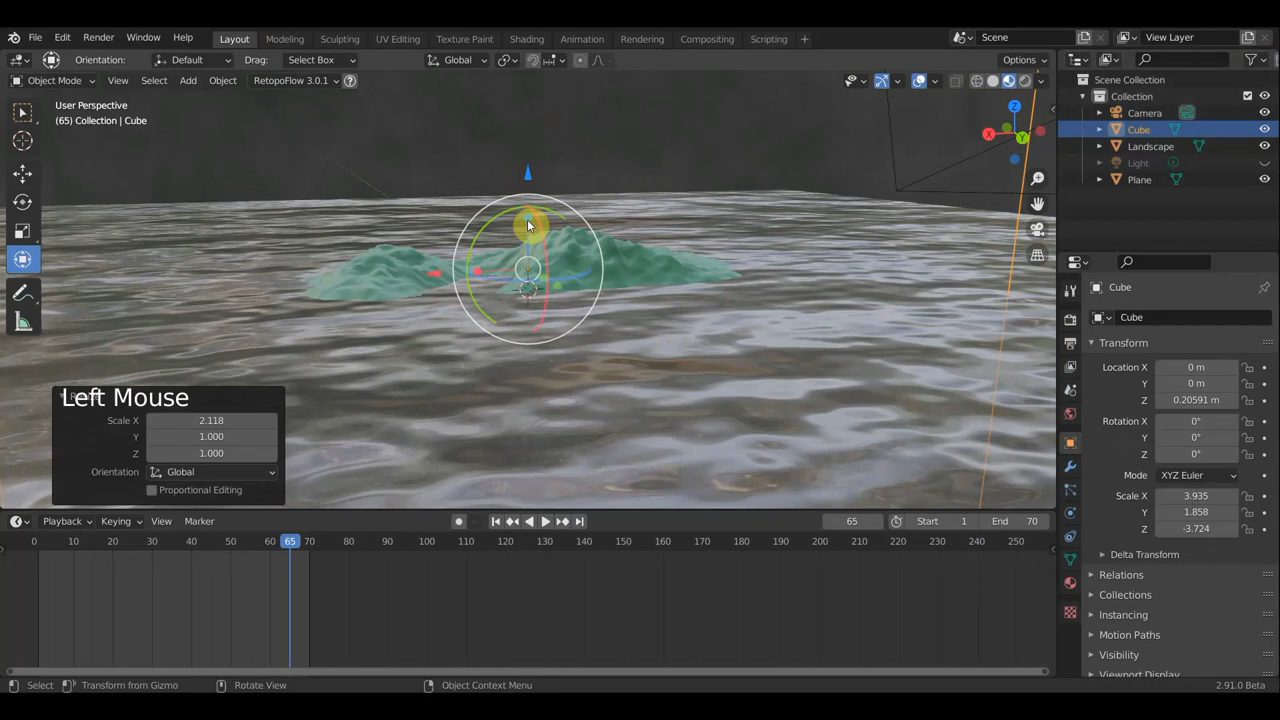 File Edit Render Window Help Layout Modeling Sculpting UV Editing Texture Paint Shading Animation Rendering Compositing Scripting + Scene View Layer
Orientation: Default Drag: Select Box Global Options
Object Mode View Select Add Object RetopoFlow 3.0.1
User Perspective
(65) Collection | Cube
Z
X
Y
Scene Collection
Collection
Camera
Cube
Landscape
Light
Plane
Cube
Cube
Transform
Location X 0 m
Y 0 m
Z 0.20591 m
Rotation X 0°
Y 0°
Z 0°
Mode XYZ Euler
Scale X 3.935
Y 1.858
Z -3.724
Delta Transform
Relations
Collections
Instancing
Motion Paths
Visibility
Viewport Display
Left Mouse
Scale X 2.118
Y 1.000
Z 1.000
Orientation Global
Proportional Editing
Playback Keying View Marker 65 Start 1 End 70
0 10 20 30 40 50 60 65 70 80 90 100 110 120 130 140 150 160 170 180 190 200 210 220 230 240 250
Select Transform from Gizmo Rotate View Object Context Menu 2.91.0 Beta